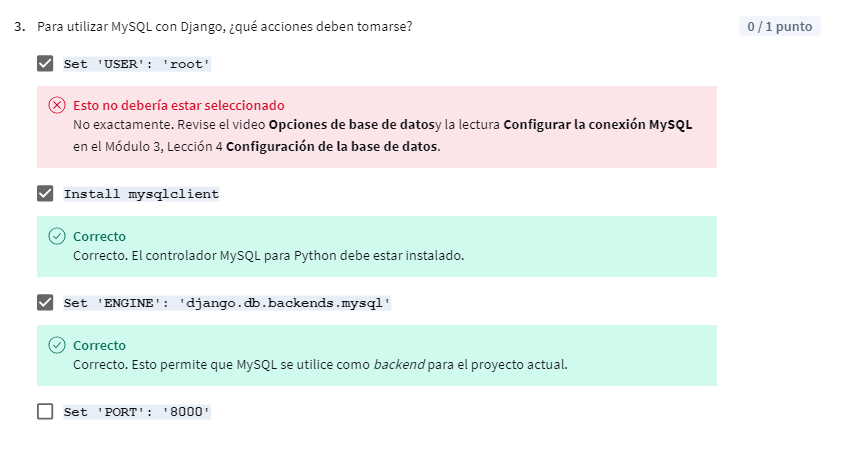 3. Para utilizar MySQL con Django, ¿qué acciones deben tomarse?
0 / 1 punto
Set 'USER': 'root'
Esto no debería estar seleccionado
No exactamente. Revise el video Opciones de base de datosy la lectura Configurar la conexión MySQL
en el Módulo 3, Lección 4 Configuración de la base de datos.
Install mysqlclient
Correcto
Correcto. El controlador MySQL para Python debe estar instalado.
Set 'ENGINE': 'django.db.backends.mysql'
Correcto
Correcto. Esto permite que MySQL se utilice como backend para el proyecto actual.
Set 'PORT': '8000'